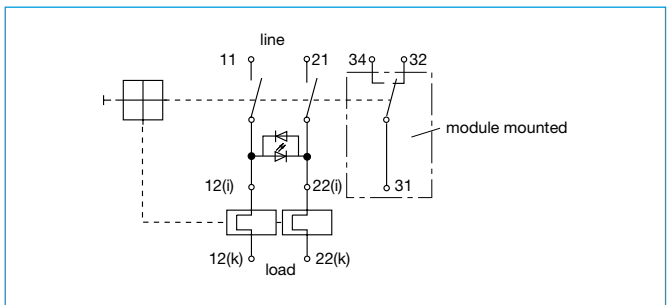 line
11 21 34 32
module mounted
12(i) 22(i) 31
12(k) 22(k)
load